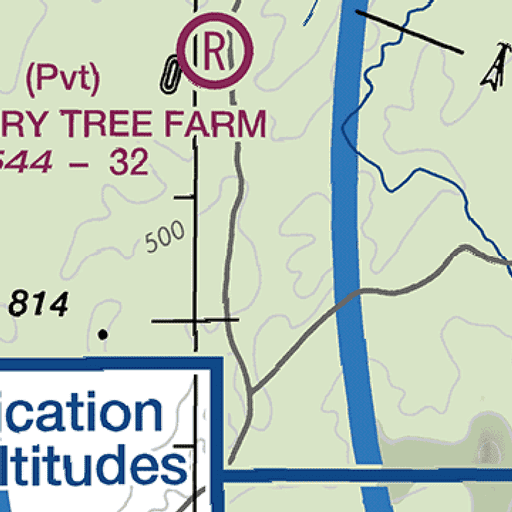 R
(Pvt)
RY TREE FARM
544 – 32
500
814
ication
ltitudes